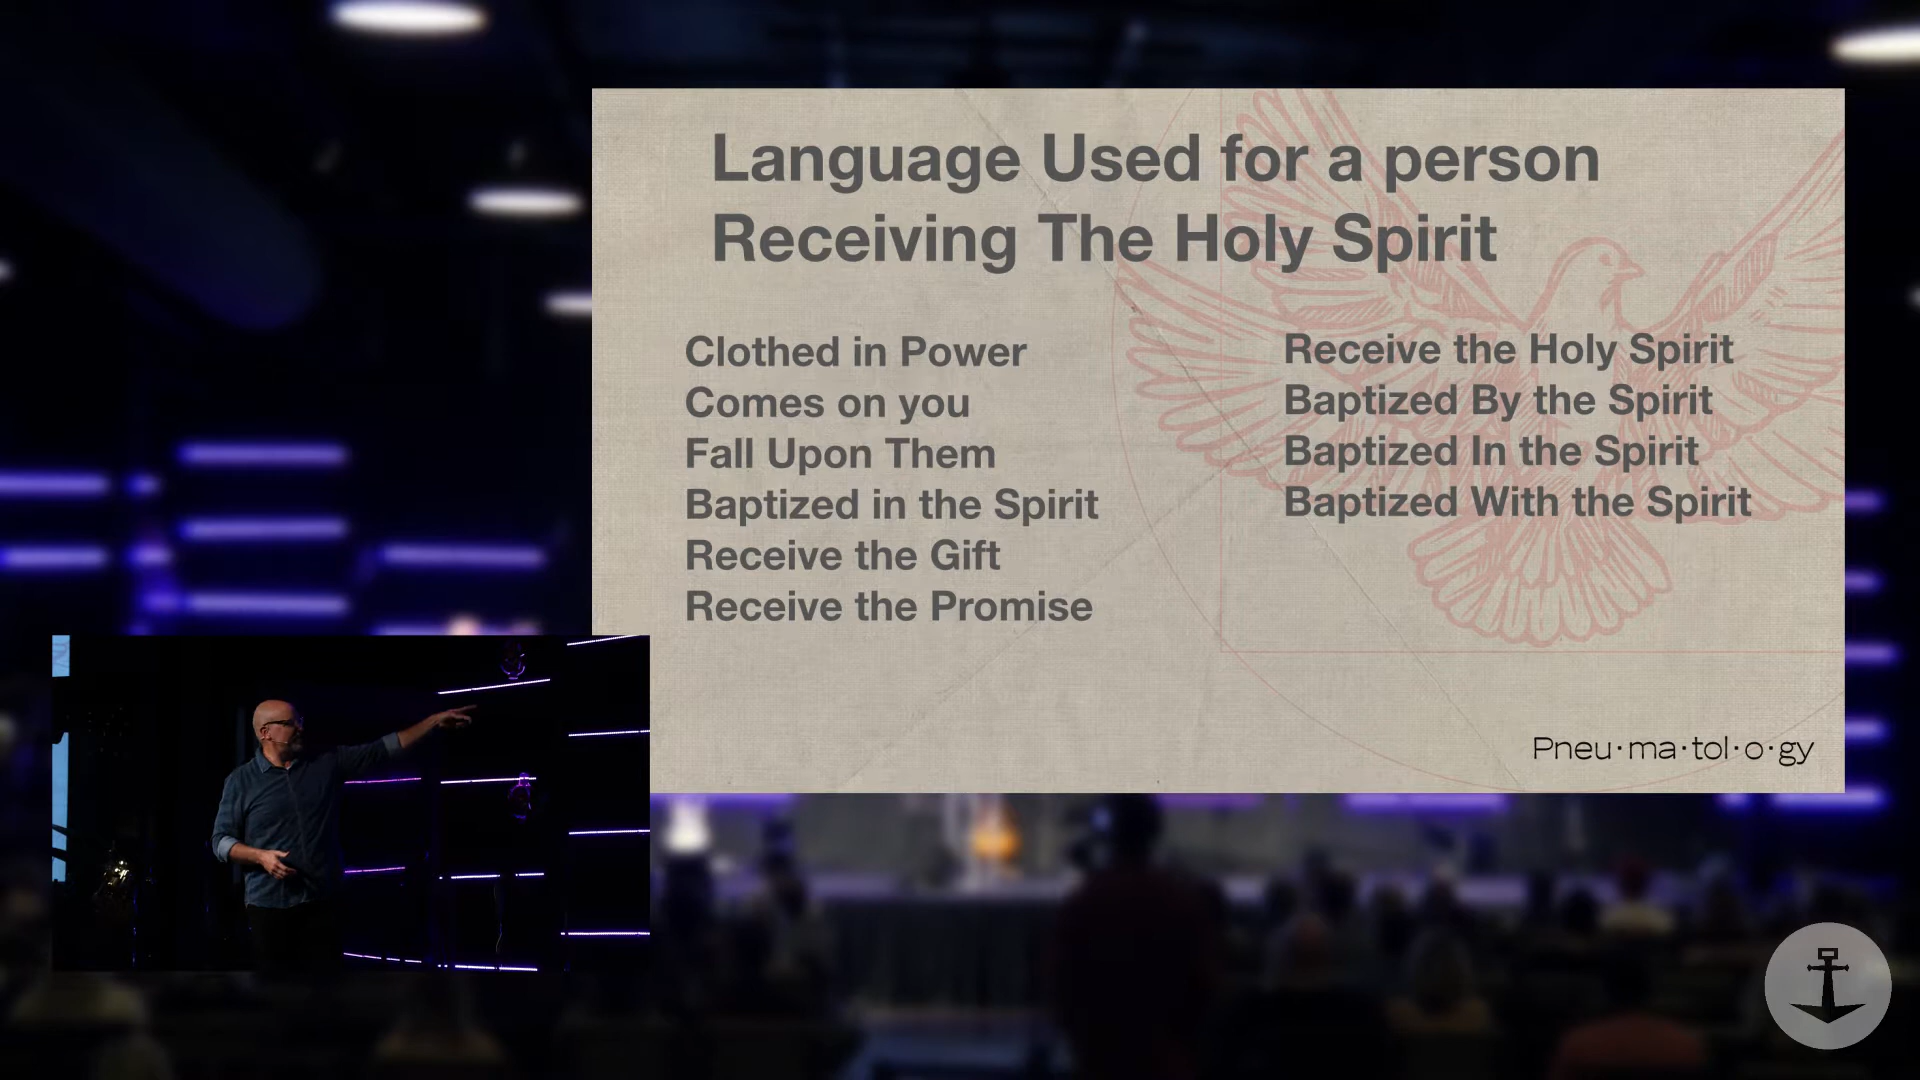 Language Used for a person
Receiving The Holy Spirit
Clothed in Power
Comes on you
Fall Upon Them
Baptized in the Spirit
Receive the Gift
Receive the Promise
Receive the Holy Spirit
Baptized By the Spirit
Baptized In the Spirit
Baptized With the Spirit
Pneu·ma·tol·o·gy